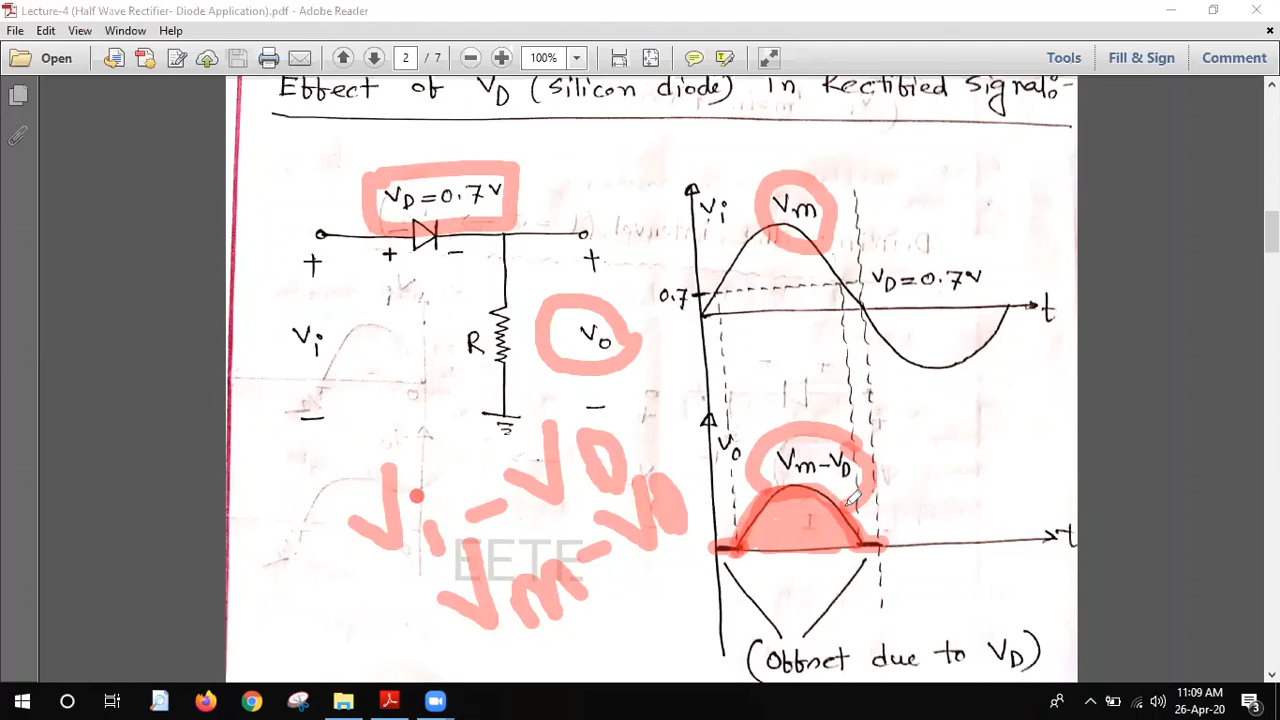 Lecture-4 (Half Wave Rectifier- Diode Application).pdf - Adobe Reader
File Edit View Window Help
Open 2 / 7 100% Tools Fill & Sign Comment
Effect of VD (silicon diode) in Rectified Signal:-
VD = 0.7V
Vi Vm
+ + - +
0.7 VD = 0.7V
t
Vi R Vo
- -
Vo
Vm-VD
Vi - VD
Vm - VD
EETE
t
(Offset due to VD)
11:09 AM
26-Apr-20
3